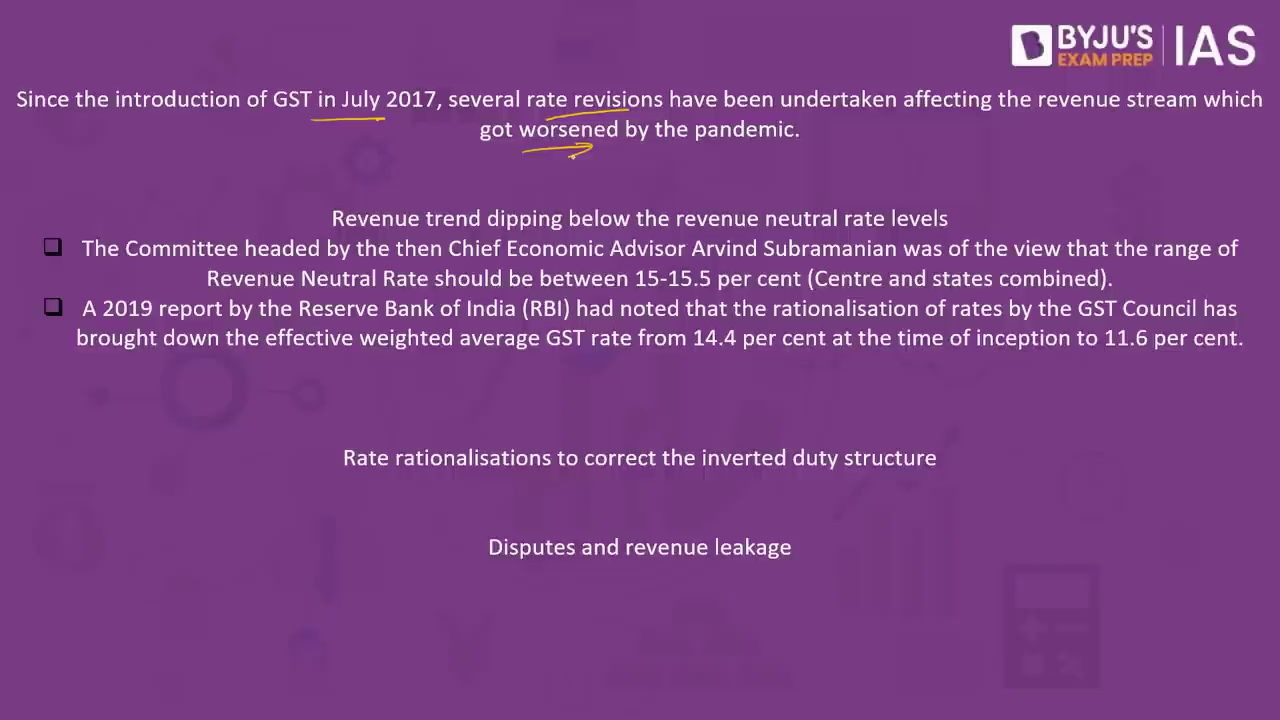 BYJU'S
EXAM PREP
IAS
Since the introduction of GST in July 2017, several rate revisions have been undertaken affecting the revenue stream which
got worsened by the pandemic.
Revenue trend dipping below the revenue neutral rate levels
The Committee headed by the then Chief Economic Advisor Arvind Subramanian was of the view that the range of
Revenue Neutral Rate should be between 15-15.5 per cent (Centre and states combined).
A 2019 report by the Reserve Bank of India (RBI) had noted that the rationalisation of rates by the GST Council has
brought down the effective weighted average GST rate from 14.4 per cent at the time of inception to 11.6 per cent.
Rate rationalisations to correct the inverted duty structure
Disputes and revenue leakage